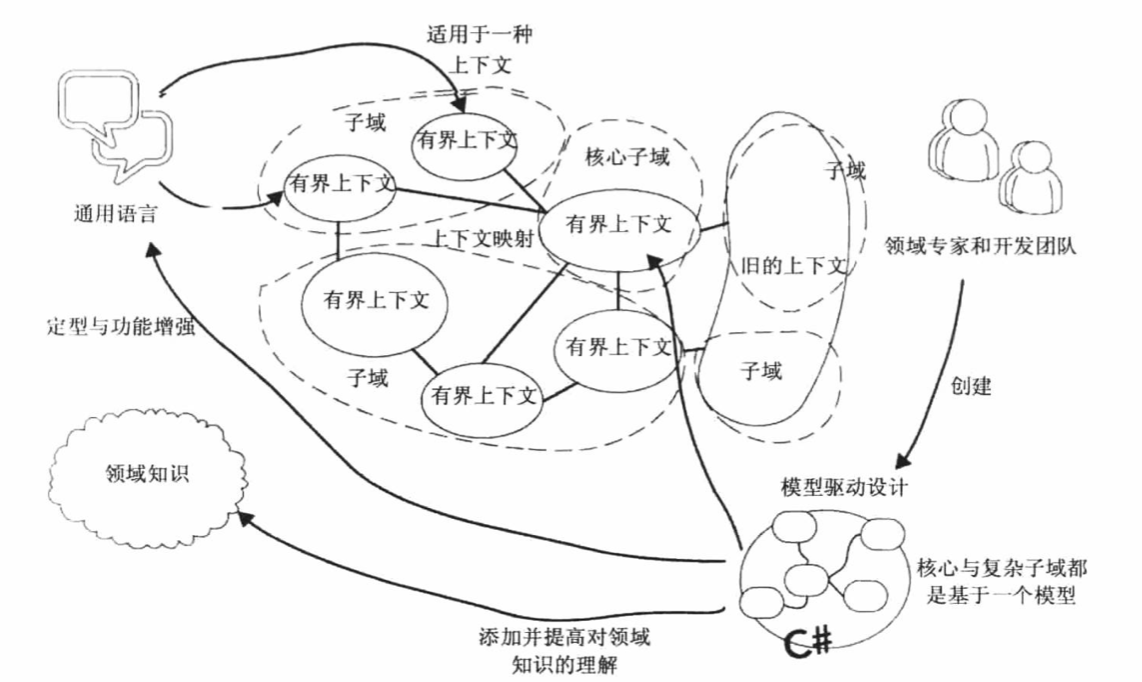 适用于一种
上下文
子域
有界上下文
核心子域
子域
有界上下文
通用语言
有界上下文
上下文映射
领域专家和开发团队
旧的上下文
有界上下文
定型与功能增强
有界上下文
子域
子域
有界上下文
创建
领域知识
模型驱动设计
核心与复杂子域都
是基于一个模型
C#
添加并提高对领域
知识的理解